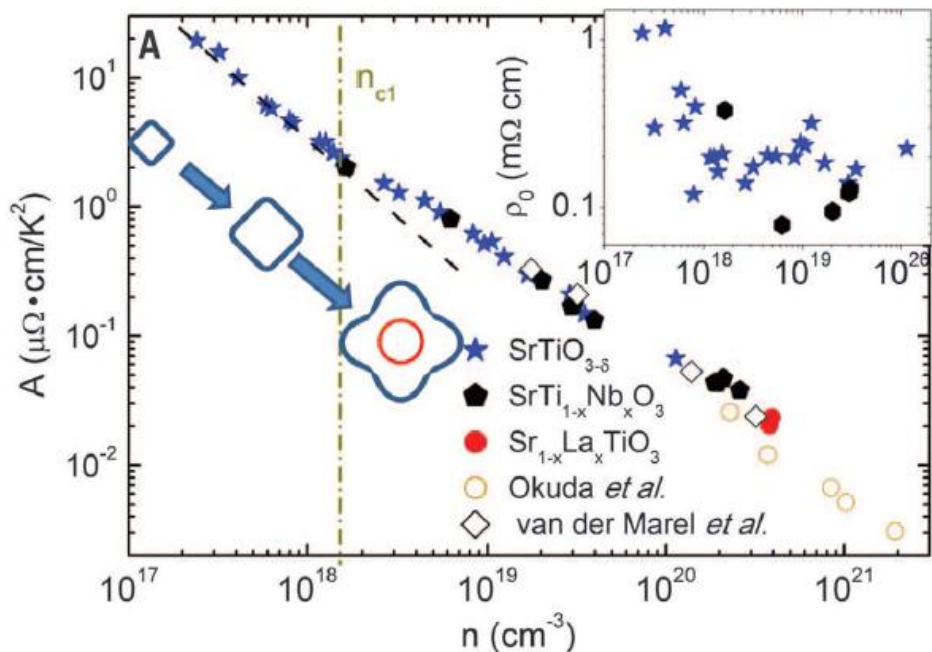 A
n_c1
10^1
10^0
10^-1
10^-2
A (μΩ•cm/K²)
10^17
10^18
10^19
10^20
10^21
n (cm⁻³)
SrTiO_3-δ
SrTi_1-xNb_xO_3
Sr_1-xLa_xTiO_3
Okuda et al.
van der Marel et al.
1
0.1
ρ_0 (mΩ cm)
10^17
10^18
10^19
10^20